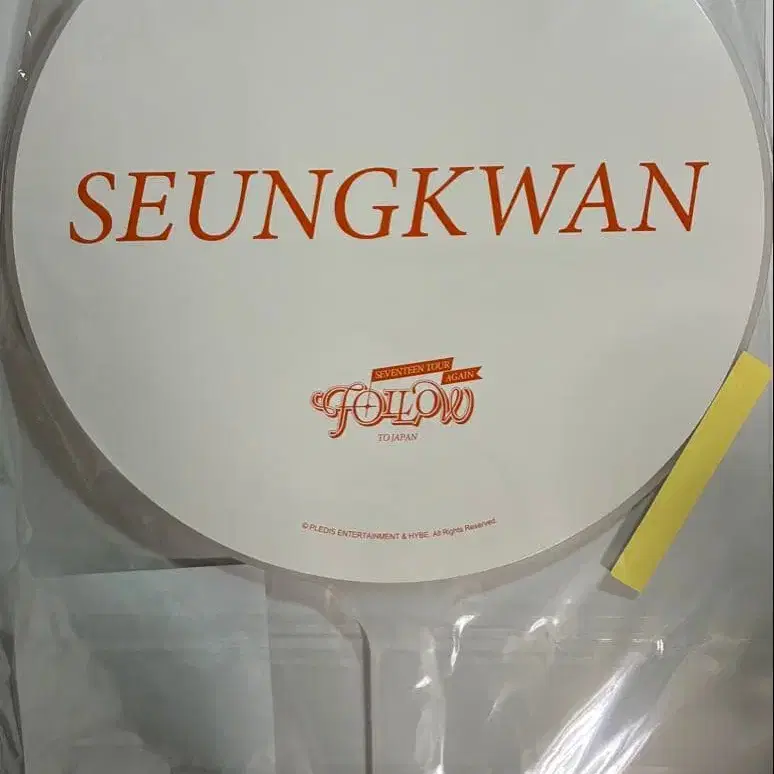 SEUNGKWAN
SEVENTEEN TOUR
AGAIN
FOLLOW
TO JAPAN
© PLEDIS ENTERTAINMENT & HYBE. All Rights Reserved.